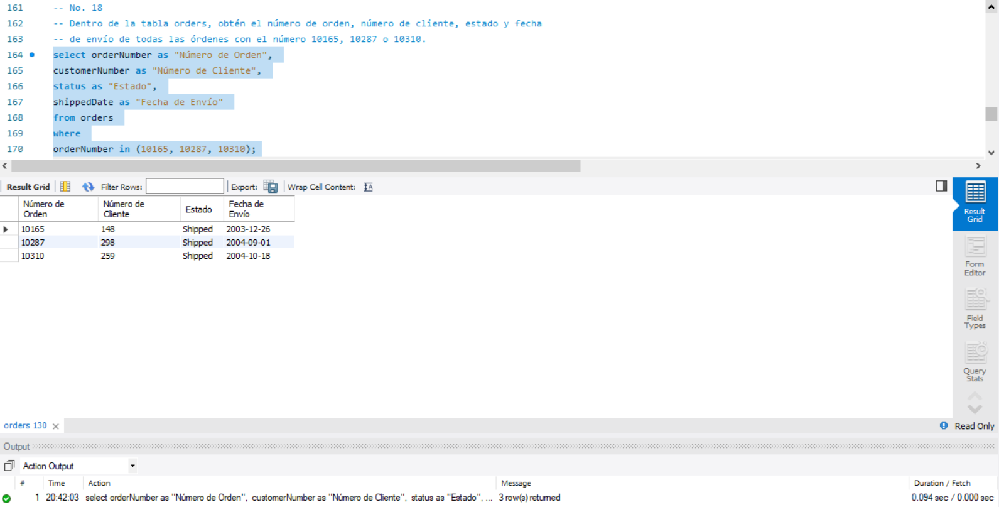 161 -- No. 18
162 -- Dentro de la tabla orders, obtén el número de orden, número de cliente, estado y fecha
163 -- de envío de todas las órdenes con el número 10165, 10287 o 10310.
164 select orderNumber as "Número de Orden",
165 customerNumber as "Número de Cliente",
166 status as "Estado",
167 shippedDate as "Fecha de Envío"
168 from orders
169 where
170 orderNumber in (10165, 10287, 10310);
Result Grid Filter Rows: Export: Wrap Cell Content: IA
Número de Orden Número de Cliente Estado Fecha de Envío
10165 148 Shipped 2003-12-26
10287 298 Shipped 2004-09-01
10310 259 Shipped 2004-10-18
Result
Grid
Form
Editor
Field
Types
Query
Stats
orders 130 Read Only
Output
Action Output
# Time Action Message Duration / Fetch
1 20:42:03 select orderNumber as "Número de Orden", customerNumber as "Número de Cliente", status as "Estado", ... 3 row(s) returned 0.094 sec / 0.000 sec